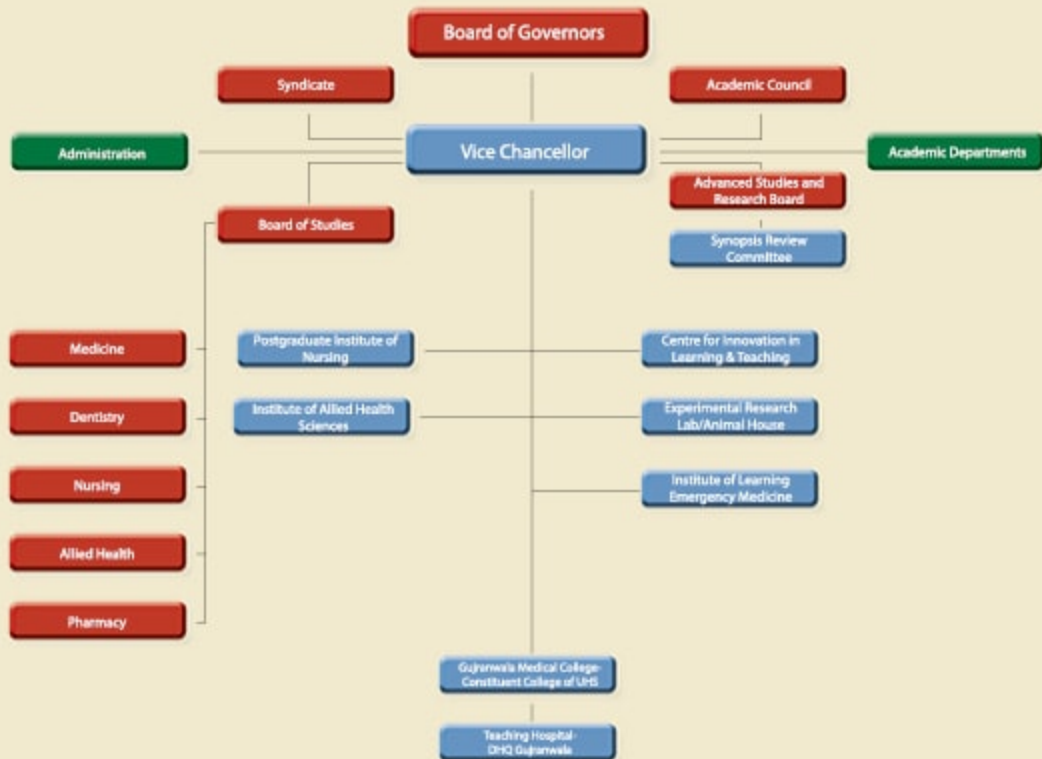 Board of Governors
Syndicate
Academic Council
Administration
Vice Chancellor
Academic Departments
Advanced Studies and
Research Board
Board of Studies
Synopsis Review
Committee
Medicine
Postgraduate Institute of
Nursing
Centre for Innovation in
Learning & Teaching
Dentistry
Institute of Allied Health
Sciences
Experimental Research
Lab/Animal House
Nursing
Institute of Learning
Emergency Medicine
Allied Health
Pharmacy
Gujranwala Medical College-
Constituent College of UHS
Teaching Hospital-
DHQ Gujranwala